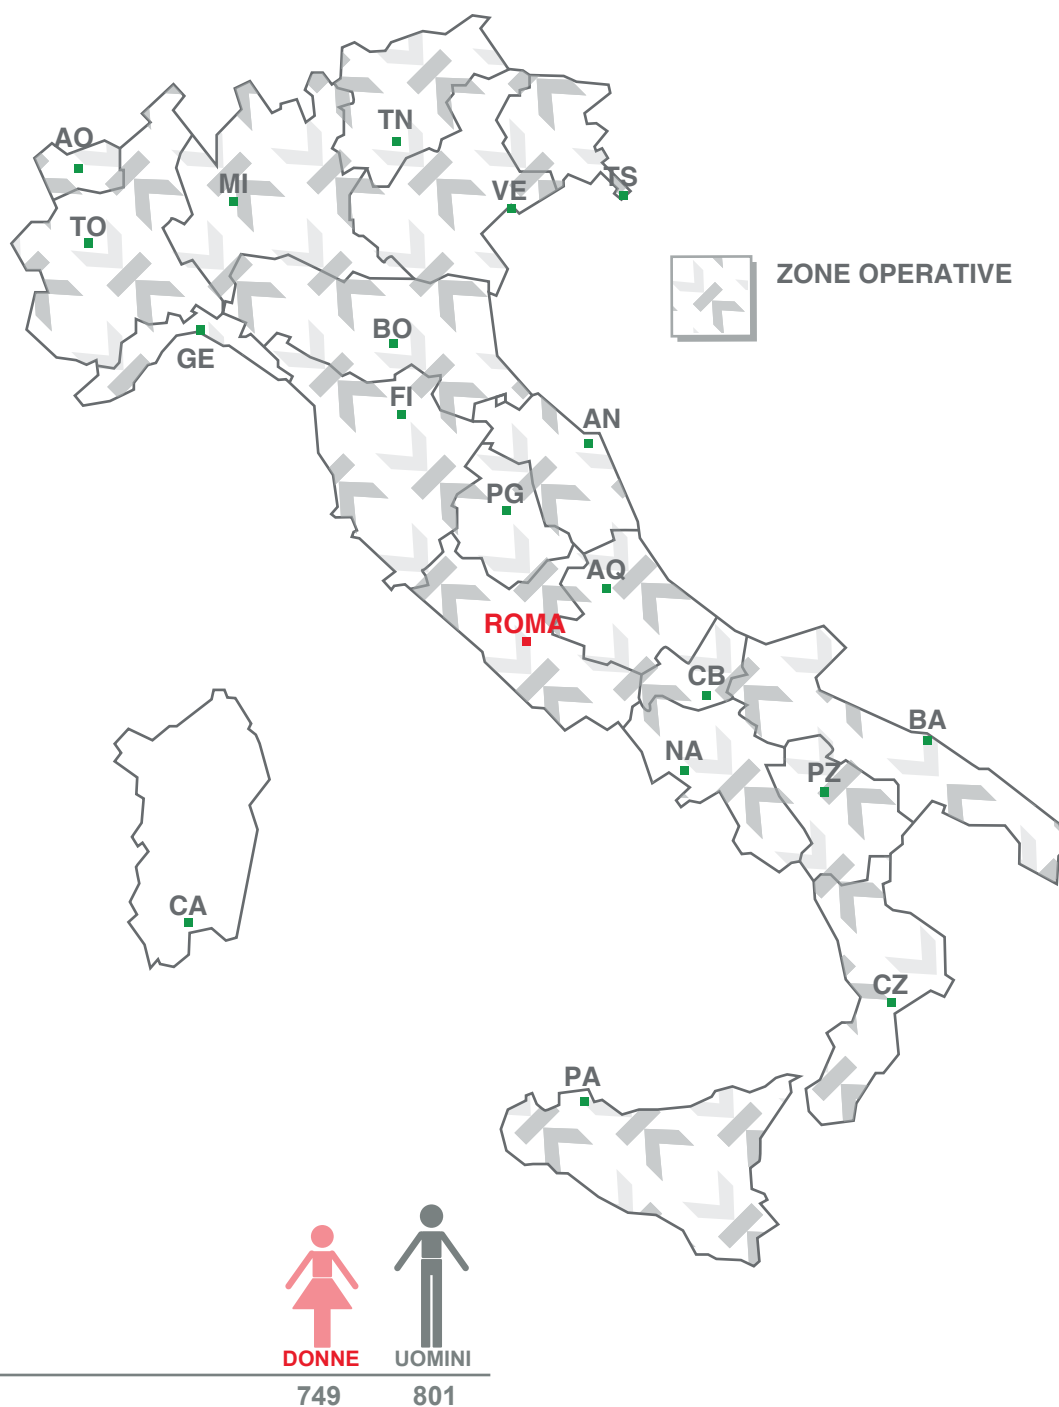 TN
AO
MI
TS
VE
TO
ZONE OPERATIVE
BO
GE
FI
AN
PG
AQ
ROMA
CB
BA
NA
PZ
CA
CZ
PA
DONNE UOMINI
749 801